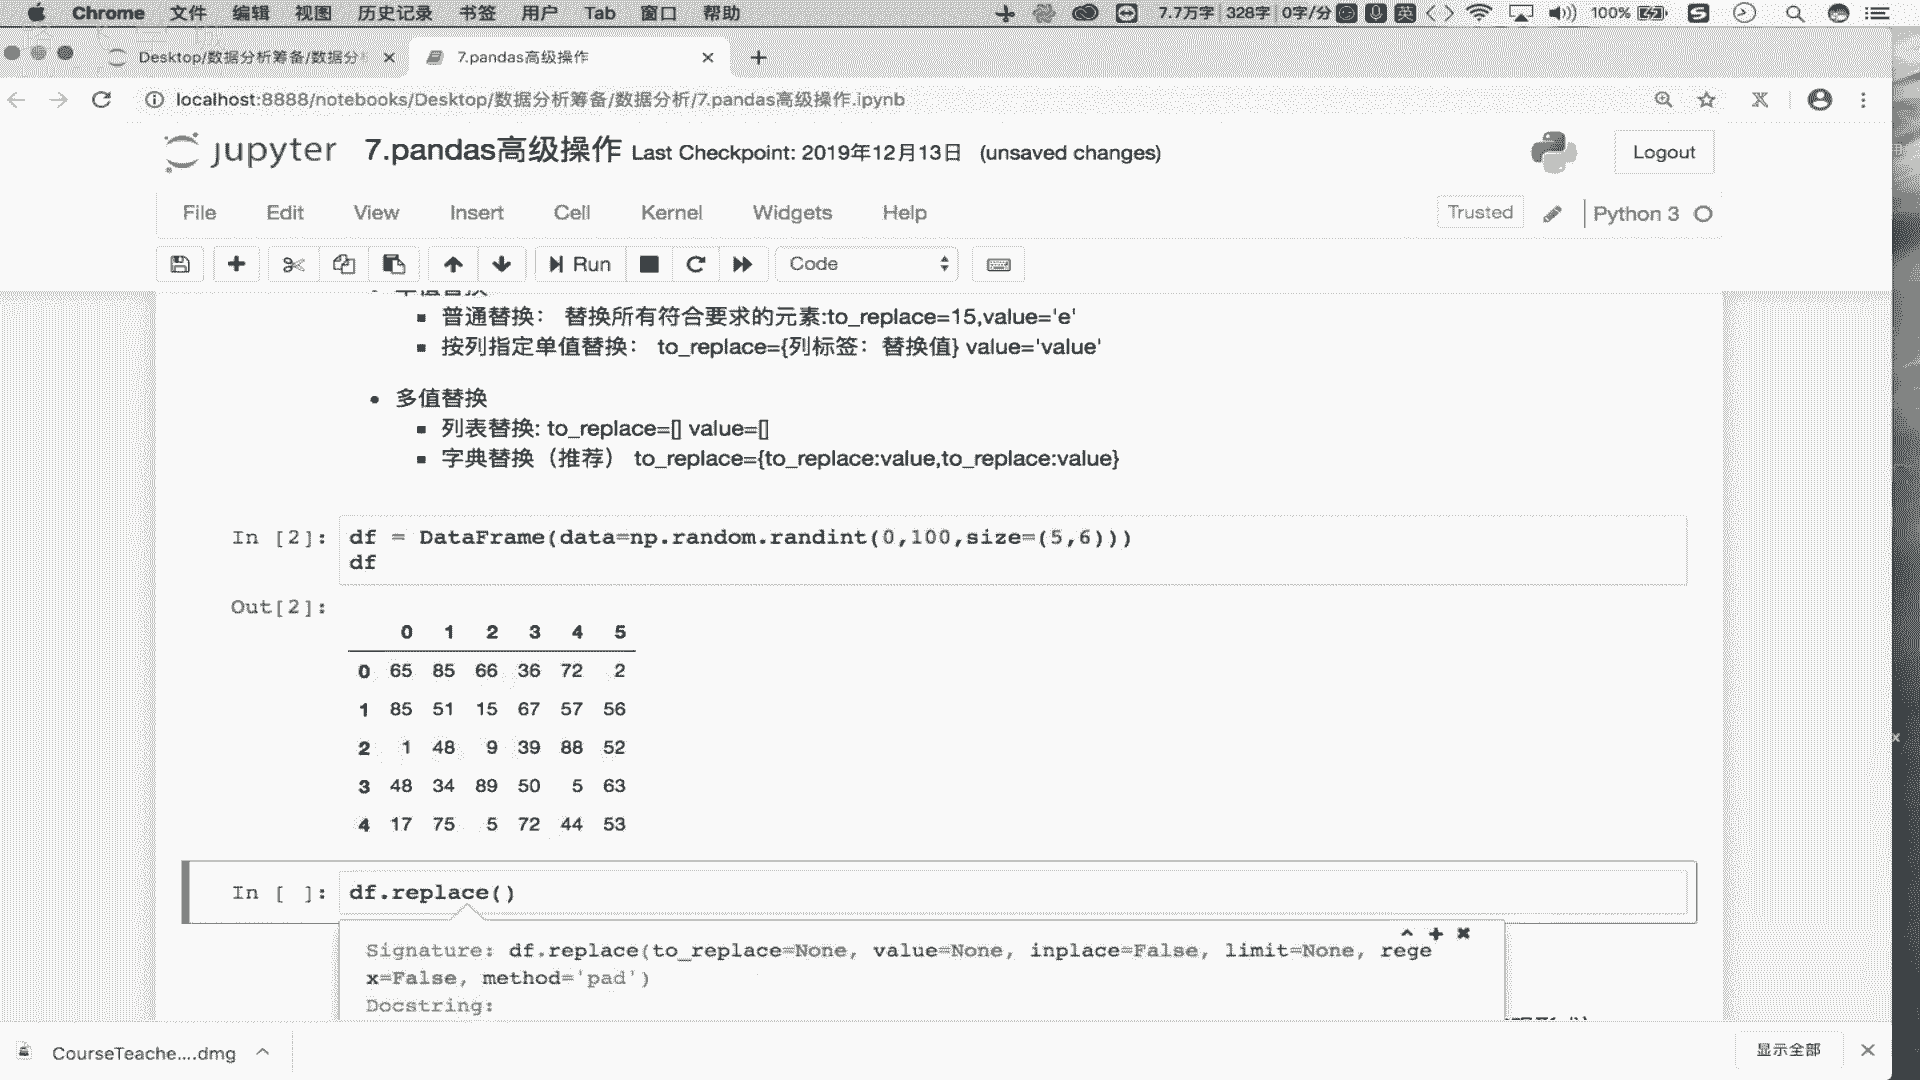 Chrome 文件 编辑 视图 历史记录 书签 用户 Tab 窗口 帮助 7.7万字 328字 0字/分 英 100%
Desktop/数据分析筹备/数据分 7.pandas高级操作
localhost:8888/notebooks/Desktop/数据分析筹备/数据分析/7.pandas高级操作.ipynb
jupyter 7.pandas高级操作 Last Checkpoint: 2019年12月13日 (unsaved changes) Logout
File Edit View Insert Cell Kernel Widgets Help Trusted Python 3
Run Code
普通替换： 替换所有符合要求的元素:to_replace=15,value='e'
按列指定单值替换： to_replace={列标签：替换值} value='value'
多值替换
列表替换: to_replace=[] value=[]
字典替换（推荐） to_replace={to_replace:value,to_replace:value}
In [2]: df = DataFrame(data=np.random.randint(0,100,size=(5,6)))
df
Out[2]:
0 1 2 3 4 5
0 65 85 66 36 72 2
1 85 51 15 67 57 56
2 1 48 9 39 88 52
3 48 34 89 50 5 63
4 17 75 5 72 44 53
In [ ]: df.replace()
Signature: df.replace(to_replace=None, value=None, inplace=False, limit=None, rege
x=False, method='pad')
Docstring:
CourseTeache....dmg 显示全部